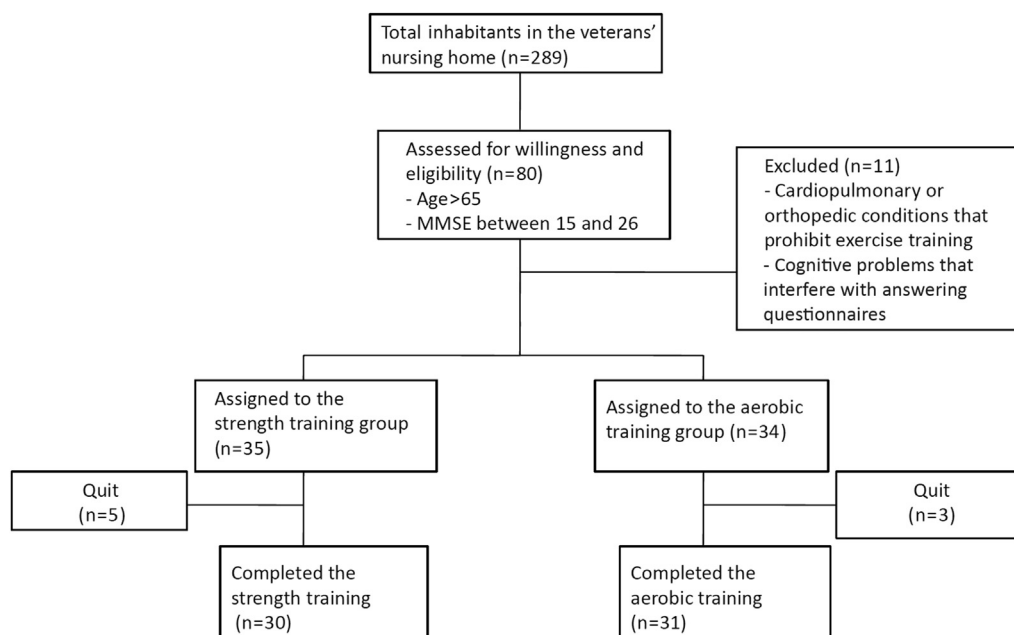 Total inhabitants in the veterans’
nursing home (n=289)
Assessed for willingness and
eligibility (n=80)
- Age>65
- MMSE between 15 and 26
Excluded (n=11)
- Cardiopulmonary or
orthopedic conditions that
prohibit exercise training
- Cognitive problems that
interfere with answering
questionnaires
Assigned to the
strength training group
(n=35)
Assigned to the aerobic
training group (n=34)
Quit
(n=5)
Quit
(n=3)
Completed the
strength training
(n=30)
Completed the
aerobic training
(n=31)